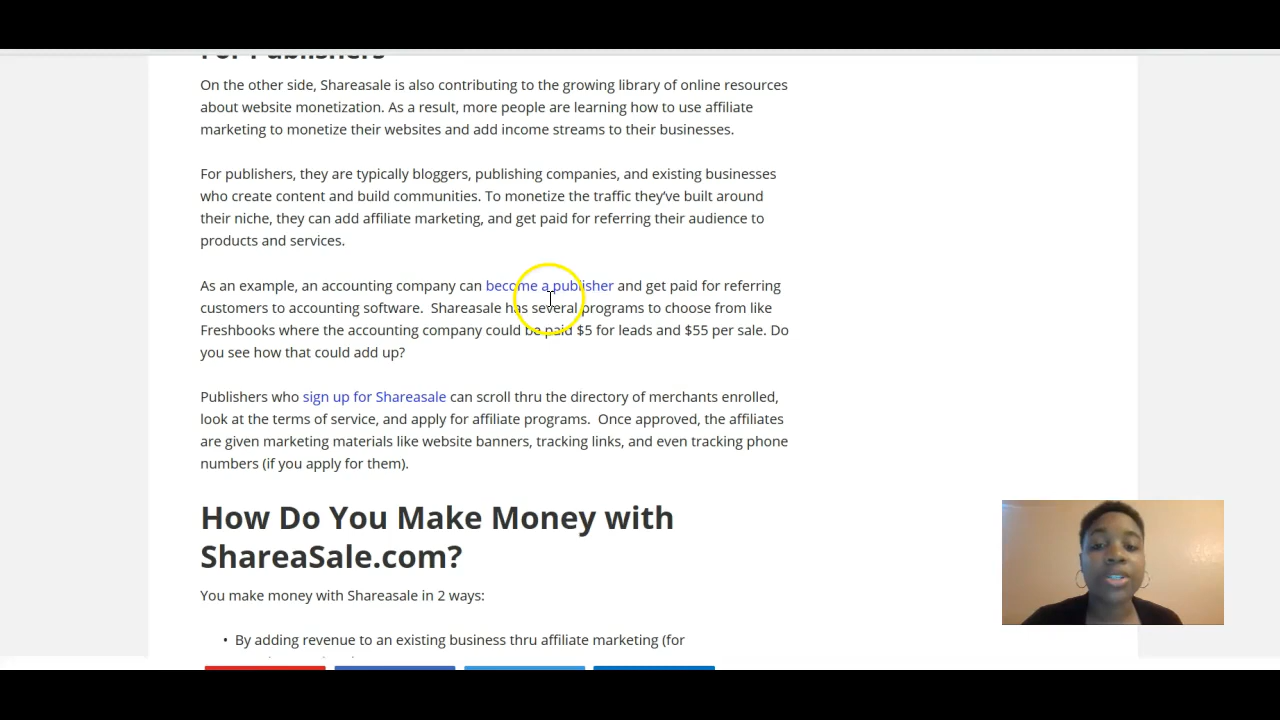 For Publishers
On the other side, Shareasale is also contributing to the growing library of online resources
about website monetization. As a result, more people are learning how to use affiliate
marketing to monetize their websites and add income streams to their businesses.
For publishers, they are typically bloggers, publishing companies, and existing businesses
who create content and build communities. To monetize the traffic they've built around
their niche, they can add affiliate marketing, and get paid for referring their audience to
products and services.
As an example, an accounting company can become a publisher and get paid for referring
customers to accounting software. Shareasale has several programs to choose from like
Freshbooks where the accounting company could be paid $5 for leads and $55 per sale. Do
you see how that could add up?
Publishers who sign up for Shareasale can scroll thru the directory of merchants enrolled,
look at the terms of service, and apply for affiliate programs. Once approved, the affiliates
are given marketing materials like website banners, tracking links, and even tracking phone
numbers (if you apply for them).
How Do You Make Money with
ShareaSale.com?
You make money with Shareasale in 2 ways:
• By adding revenue to an existing business thru affiliate marketing (for